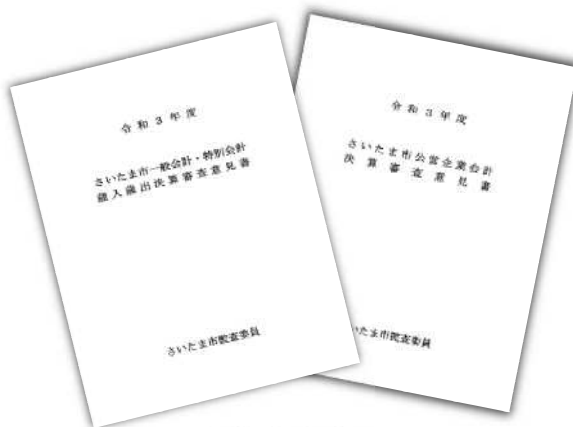 令和3年度
さいたま市一般会計・特別会計
歳入歳出決算審査意見書
さいたま市監査委員
令和3年度
さいたま市公営企業会計
決算審査意見書
さいたま市監査委員